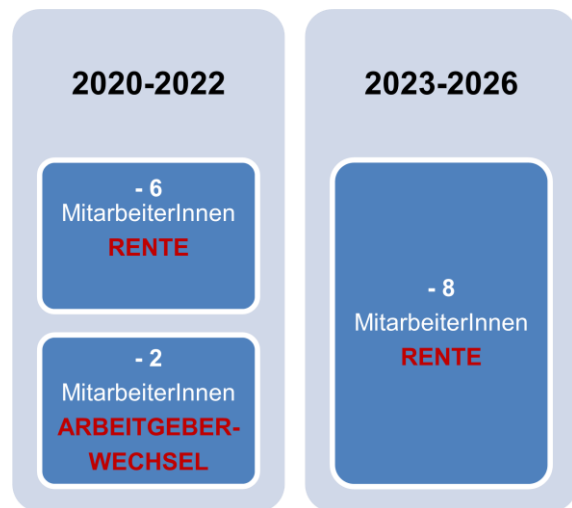 2020-2022
- 6
MitarbeiterInnen
RENTE
- 2
MitarbeiterInnen
ARBEITGEBER-
WECHSEL
2023-2026
- 8
MitarbeiterInnen
RENTE